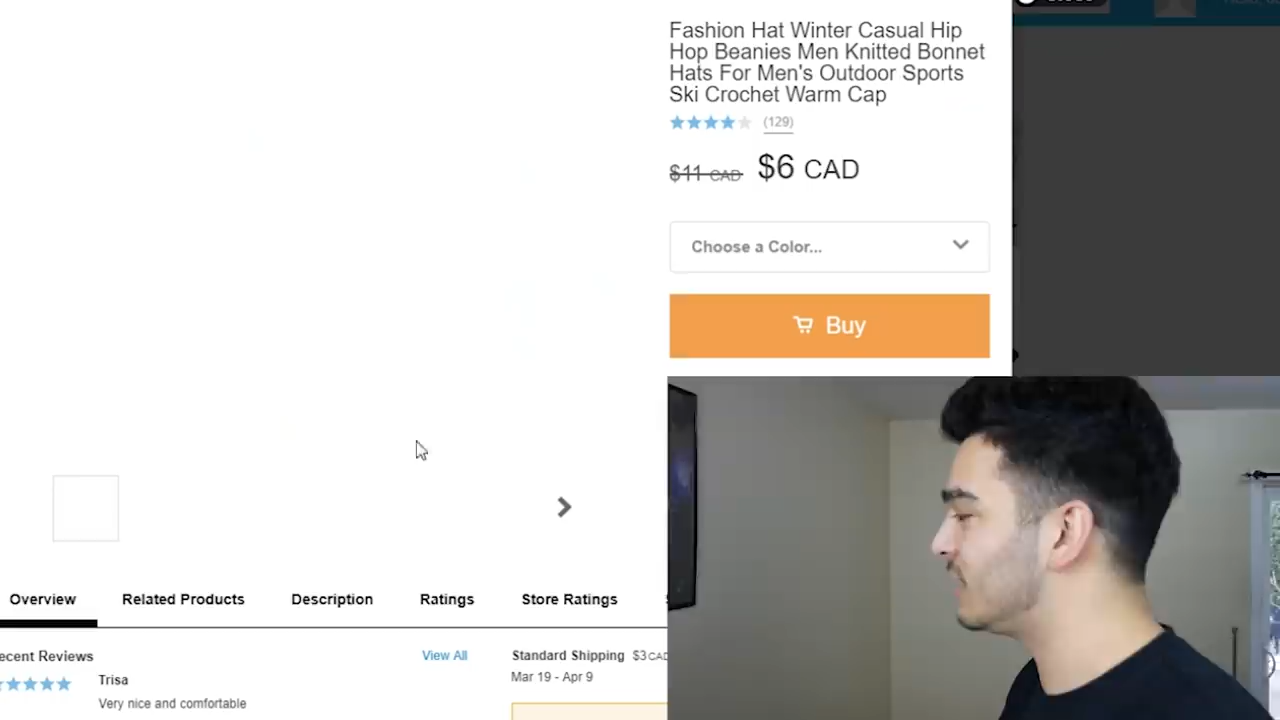 Fashion Hat Winter Casual Hip
Hop Beanies Men Knitted Bonnet
Hats For Men's Outdoor Sports
Ski Crochet Warm Cap
(129)
$11 CAD $6 CAD
Choose a Color...
Buy
Overview Related Products Description Ratings Store Ratings
ecent Reviews View All
Trisa
Very nice and comfortable
Standard Shipping $3 CAD
Mar 19 - Apr 9